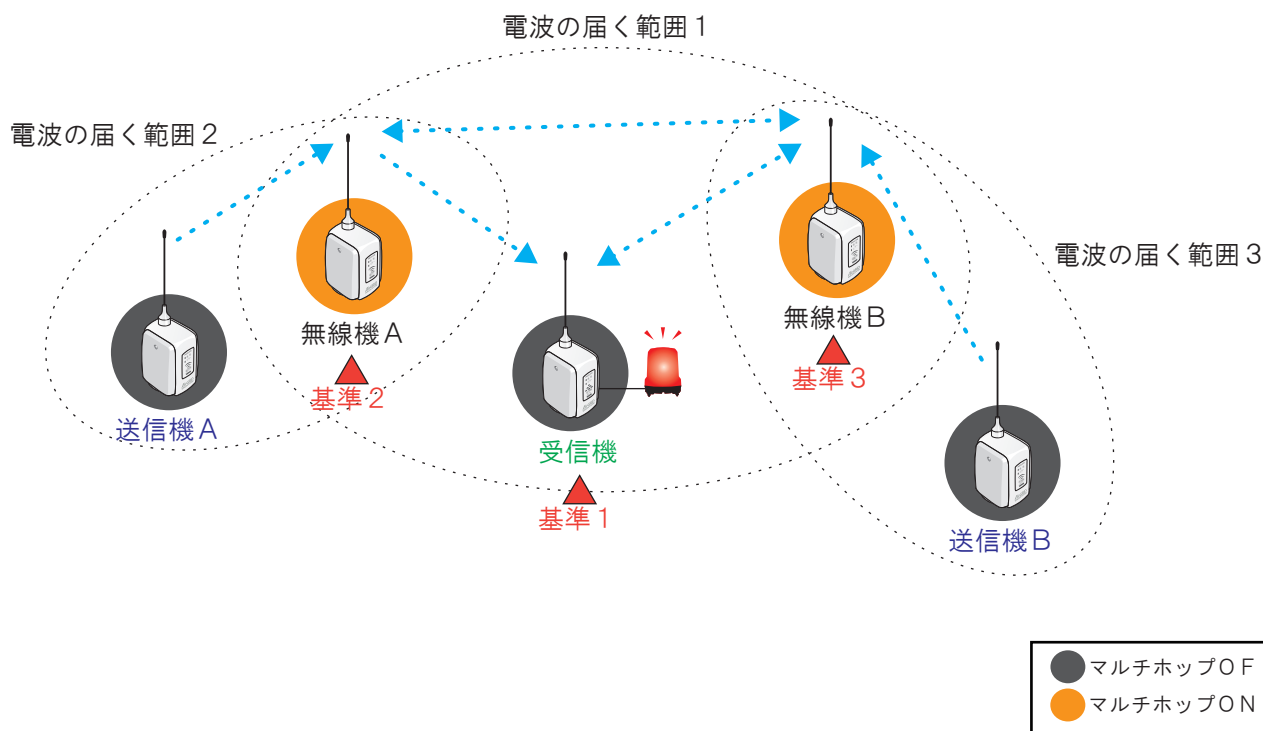 電波の届く範囲１
電波の届く範囲２
電波の届く範囲３
無線機Ａ
無線機Ｂ
基準２
基準３
送信機Ａ
受信機
基準１
送信機Ｂ
マルチホップＯＦ
マルチホップＯＮ